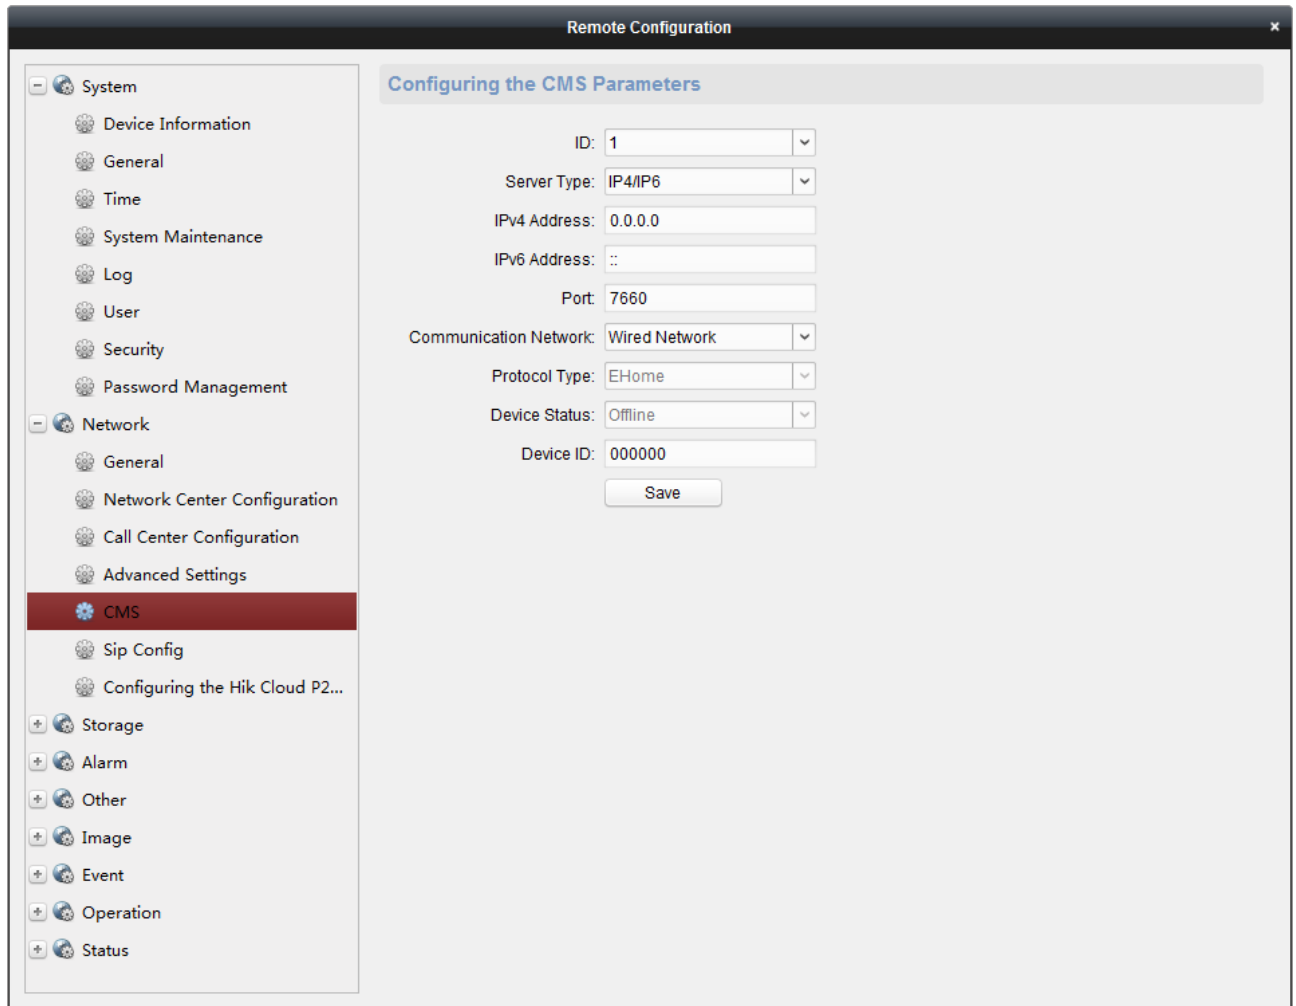 Remote Configuration
×
System
Device Information
General
Time
System Maintenance
Log
User
Security
Password Management
Network
General
Network Center Configuration
Call Center Configuration
Advanced Settings
CMS
Sip Config
Configuring the Hik Cloud P2...
Storage
Alarm
Other
Image
Event
Operation
Status
Configuring the CMS Parameters
ID: 1
Server Type: IP4/IP6
IPv4 Address: 0.0.0.0
IPv6 Address: ::
Port: 7660
Communication Network: Wired Network
Protocol Type: EHome
Device Status: Offline
Device ID: 000000
Save